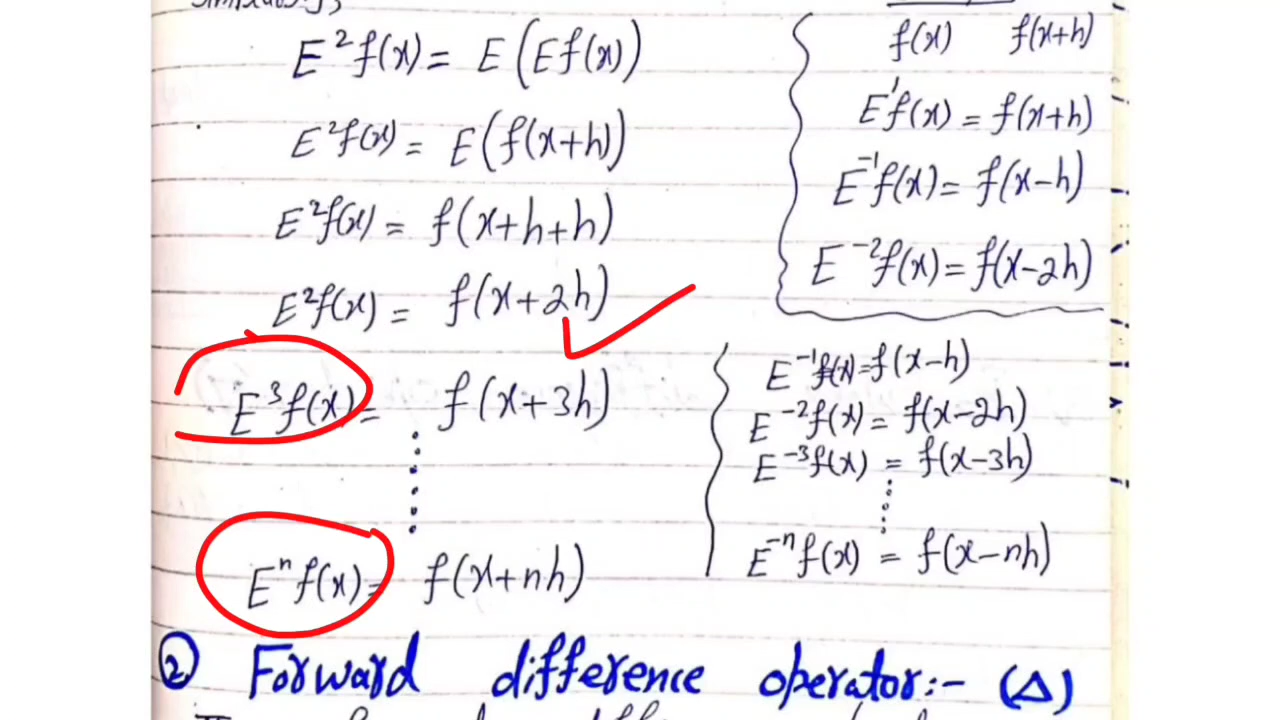 E²f(x) = E(Ef(x))
E²f(x) = E(f(x+h))
E²f(x) = f(x+h+h)
E²f(x) = f(x+2h)
E³f(x) = f(x+3h)
Eⁿf(x) = f(x+nh)
f(x) f(x+h)
E¹f(x) = f(x+h)
E⁻¹f(x) = f(x-h)
E⁻²f(x) = f(x-2h)
E⁻¹f(x) = f(x-h)
E⁻²f(x) = f(x-2h)
E⁻³f(x) = f(x-3h)
E⁻ⁿf(x) = f(x-nh)
② Forward difference operator:- (Δ)